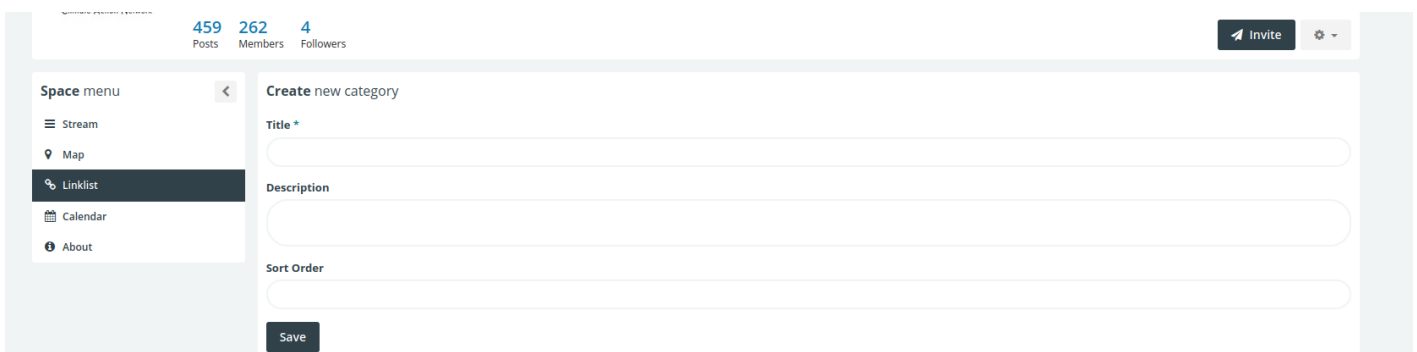 459 262 4
Posts Members Followers
Invite
Space menu
Stream
Map
Linklist
Calendar
About
Create new category
Title *
Description
Sort Order
Save